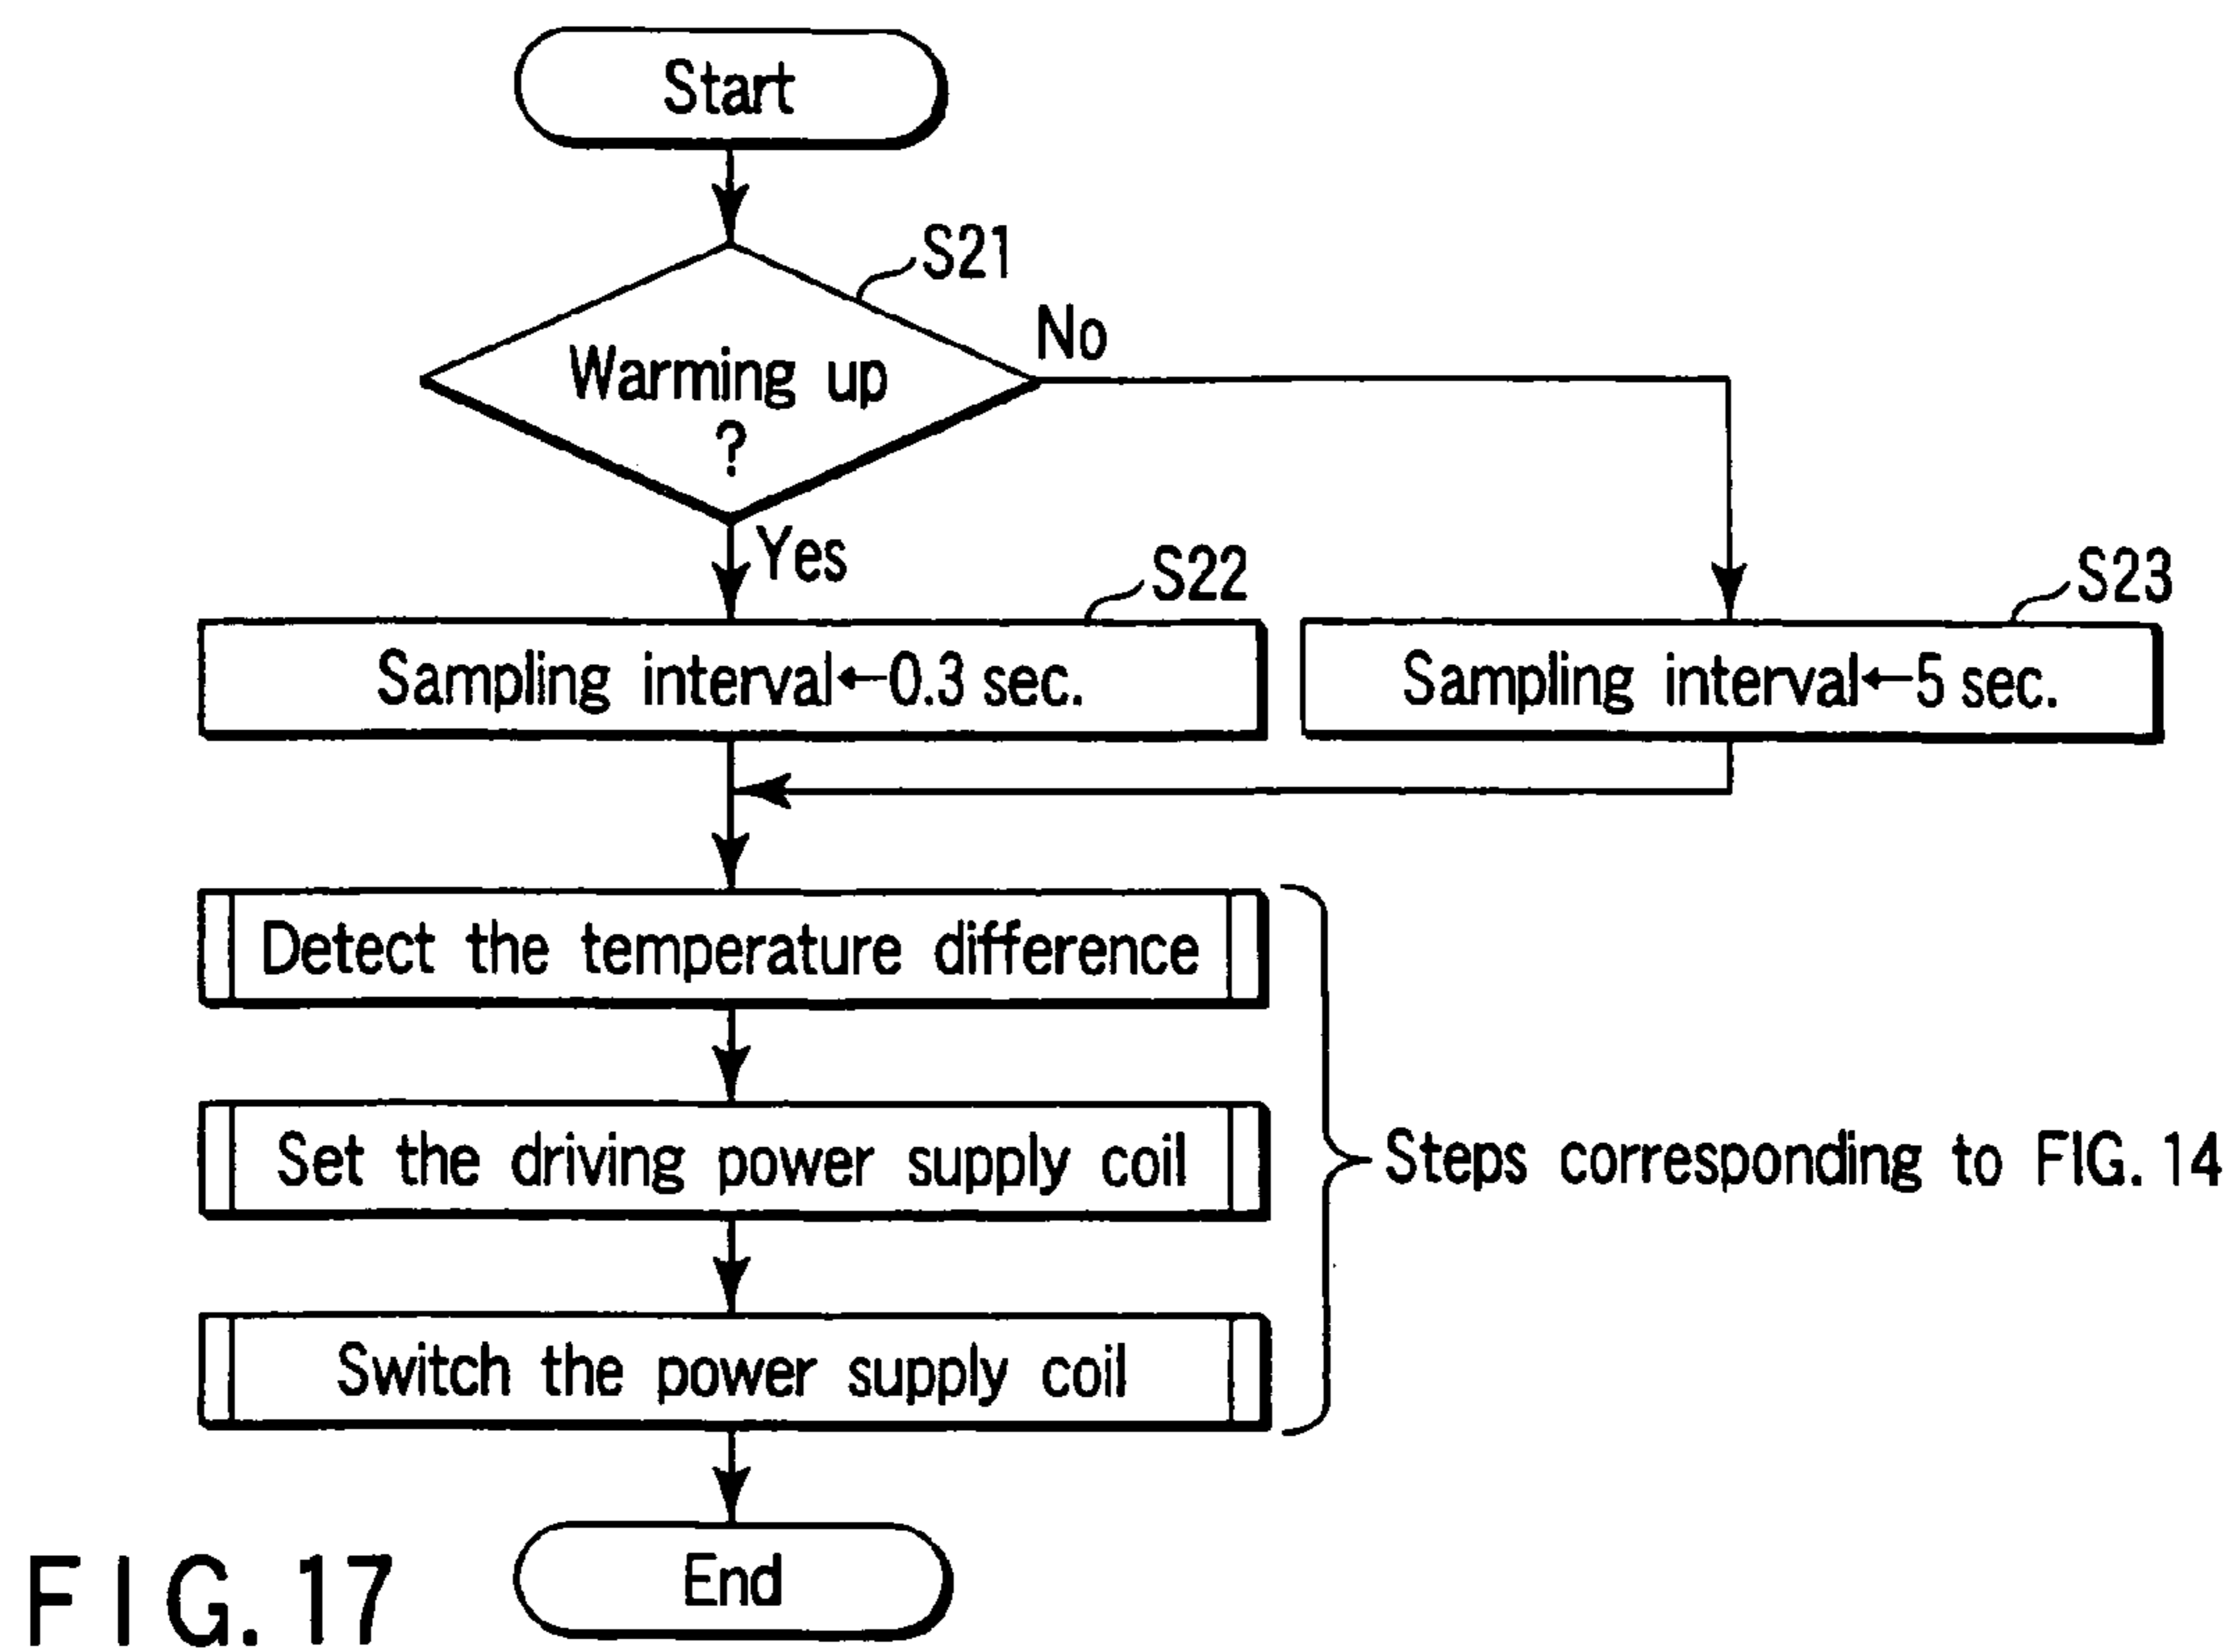 Start
S21
No
Warming up
?
Yes
S22
S23
Sampling interval←0.3 sec.
Sampling interval←5 sec.
Detect the temperature difference
Set the driving power supply coil
Steps corresponding to FIG. 14
Switch the power supply coil
End
FIG. 17